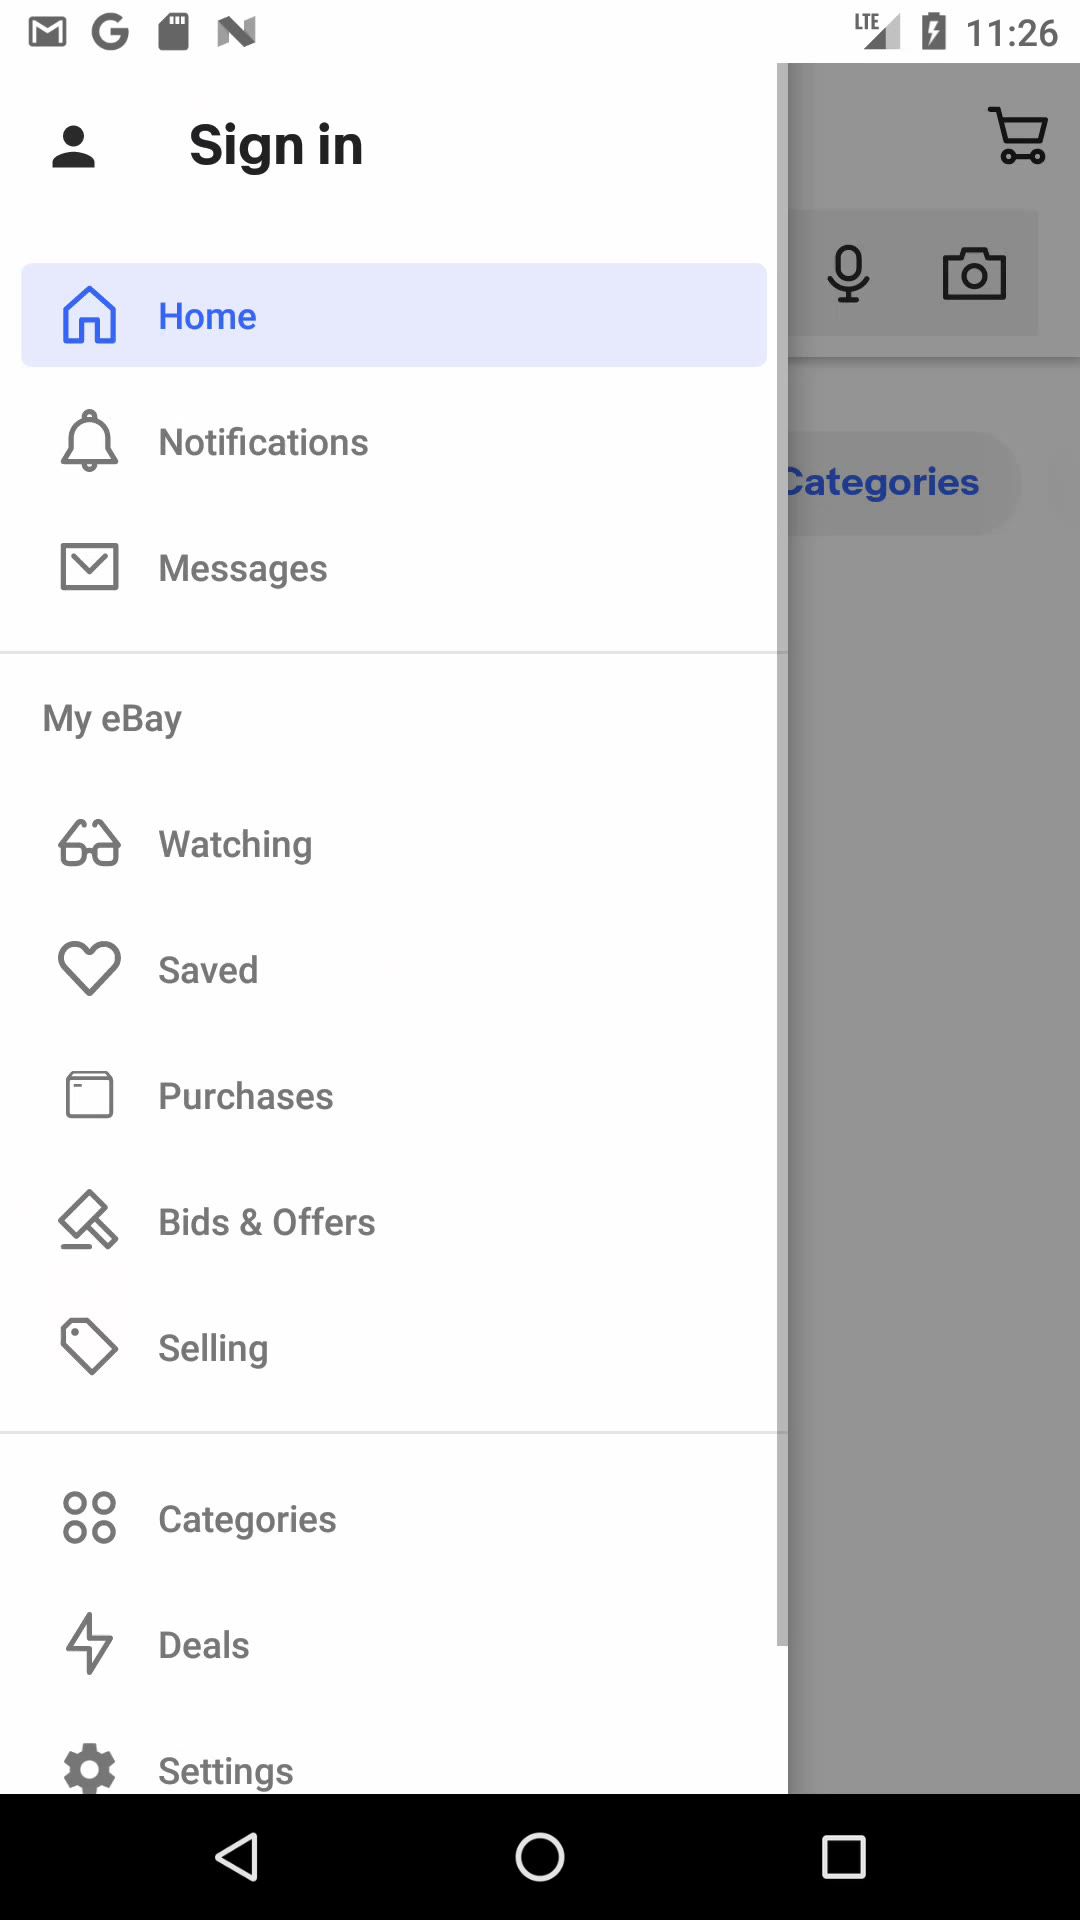 LTE 11:26
Sign in
Home
Notifications
Categories
Messages
My eBay
Watching
Saved
Purchases
Bids & Offers
Selling
Categories
Deals
Settings